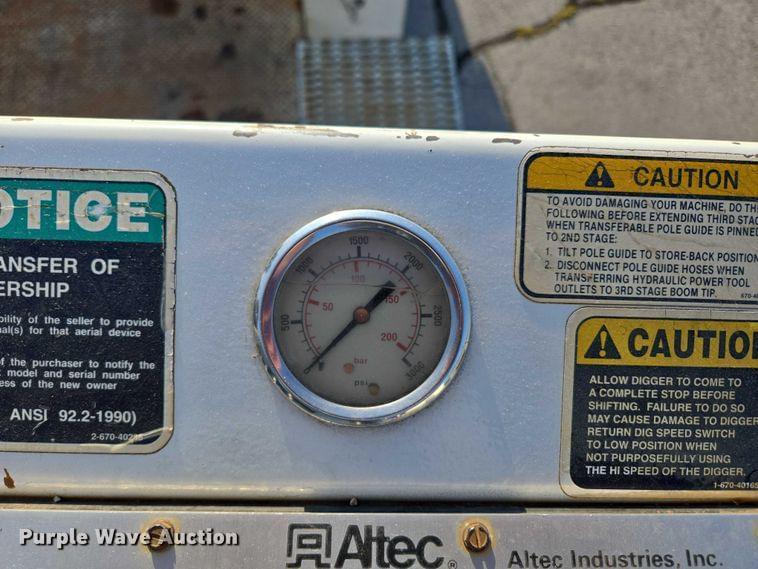 OTICE
ANSFER OF
ERSHIP
ibility of the seller to provide
nal(s) for that aerial device
of the purchaser to notify the
model and serial number
ess of the new owner
ANSI 92.2-1990)
2-670-40285
500
1000
1500
2000
2500
3000
50
100
150
200
bar
psi
CAUTION
TO AVOID DAMAGING YOUR MACHINE, DO TH
FOLLOWING BEFORE EXTENDING THIRD STAG
WHEN TRANSFERABLE POLE GUIDE IS PINNED
TO 2ND STAGE:
1. TILT POLE GUIDE TO STORE-BACK POSITION
2. DISCONNECT POLE GUIDE HOSES WHEN
TRANSFERRING HYDRAULIC POWER TOOL
OUTLETS TO 3RD STAGE BOOM TIP.
670-4
CAUTION
ALLOW DIGGER TO COME TO
A COMPLETE STOP BEFORE
SHIFTING. FAILURE TO DO SO
MAY CAUSE DAMAGE TO DIGGER
RETURN DIG SPEED SWITCH
TO LOW POSITION WHEN
NOT PURPOSEFULLY USING
THE HI SPEED OF THE DIGGER.
1-670-40165
Purple Wave Auction
Altec®
Altec Industries, Inc.